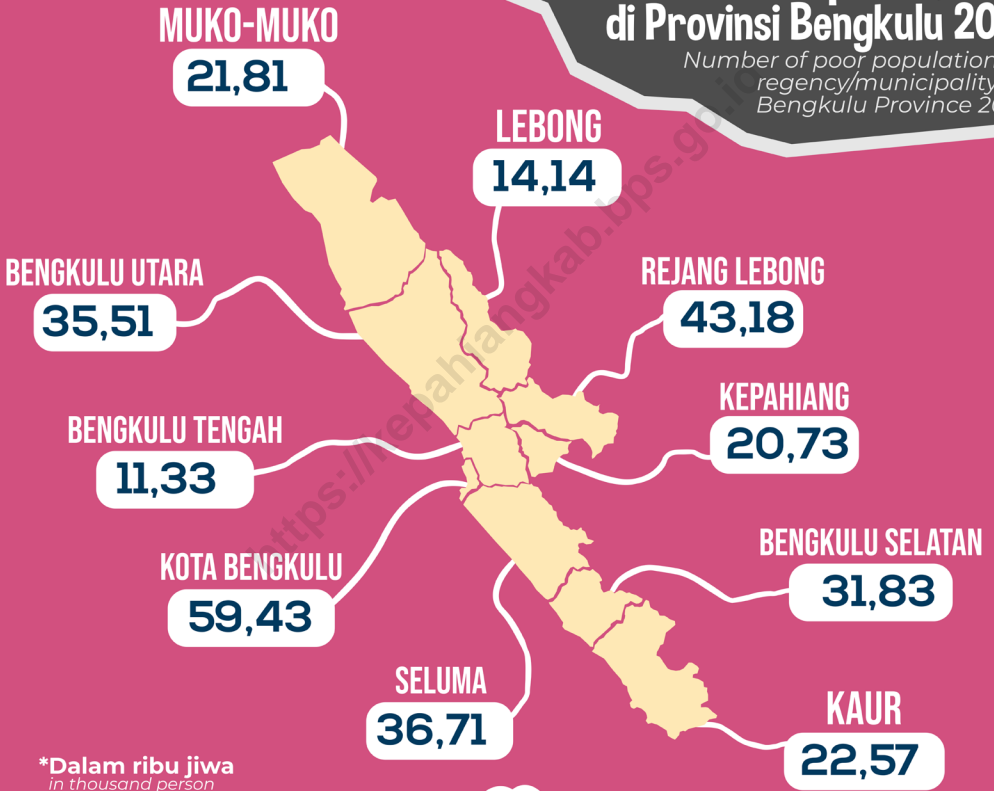 di Provinsi Bengkulu 20
Number of poor population
regency/municipality
Bengkulu Province 20
MUKO-MUKO
21,81
LEBONG
14,14
BENGKULU UTARA
35,51
REJANG LEBONG
43,18
KEPAHIANG
20,73
BENGKULU TENGAH
11,33
BENGKULU SELATAN
31,83
KOTA BENGKULU
59,43
SELUMA
36,71
KAUR
22,57
*Dalam ribu jiwa
in thousand person
https://kepahiangkab.bps.go.id